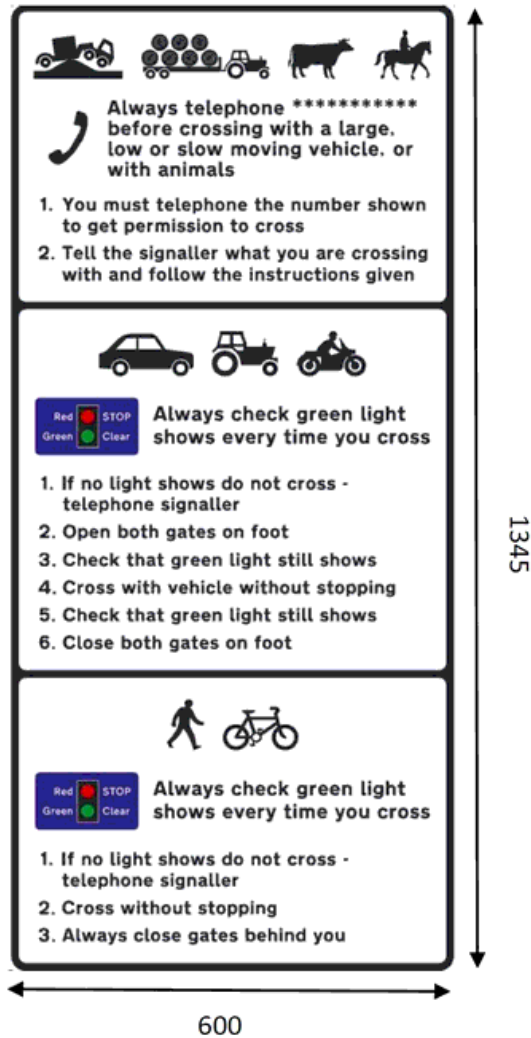 Always telephone ***********
before crossing with a large,
low or slow moving vehicle, or
with animals
1. You must telephone the number shown
to get permission to cross
2. Tell the signaller what you are crossing
with and follow the instructions given
Red STOP
Green Clear
Always check green light
shows every time you cross
1. If no light shows do not cross -
telephone signaller
2. Open both gates on foot
3. Check that green light still shows
4. Cross with vehicle without stopping
5. Check that green light still shows
6. Close both gates on foot
Red STOP
Green Clear
Always check green light
shows every time you cross
1. If no light shows do not cross -
telephone signaller
2. Cross without stopping
3. Always close gates behind you
1345
600